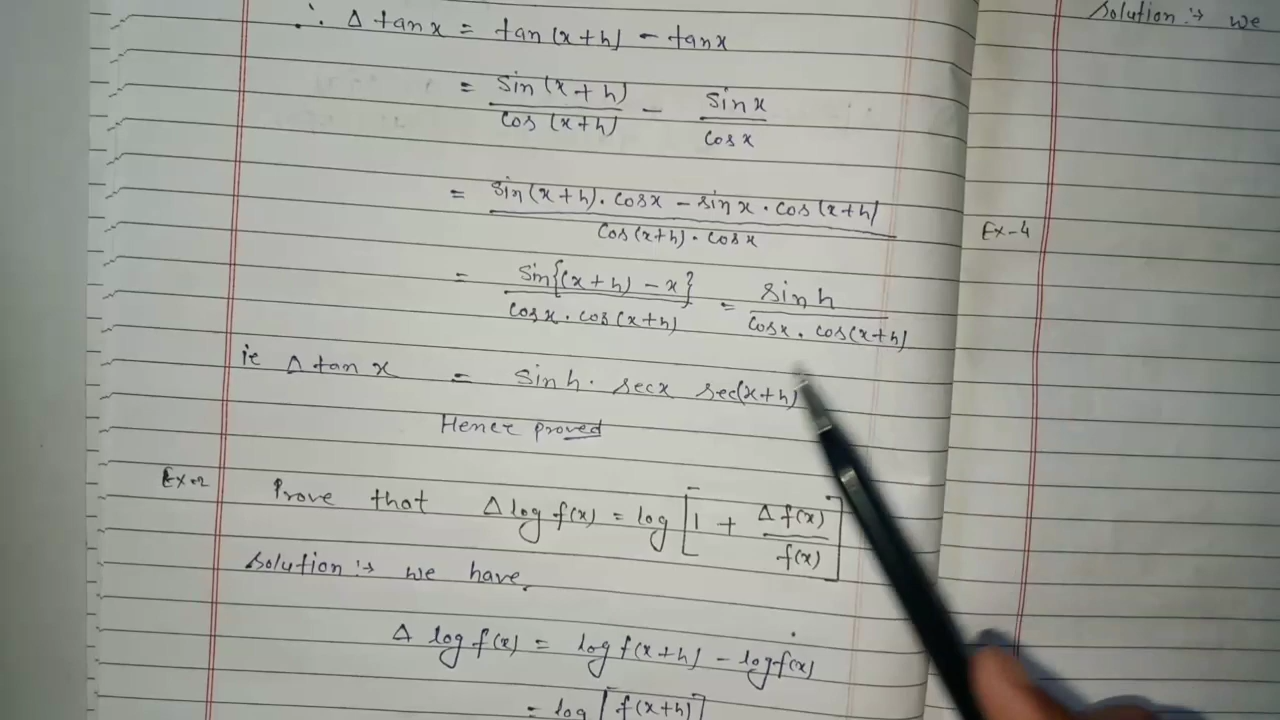 ∴ Δ tan x = tan(x+h) - tan x
= sin(x+h)/cos(x+h) - sin x/cos x
= sin(x+h). cos x - sin x . cos(x+h)/cos(x+h) . cos x
= sin{(x+h) - x}/cos x . cos(x+h) = sin h/cos x . cos(x+h)
ie Δ tan x = sin h . sec x sec(x+h)
Hence proved
Ex-2 Prove that Δ log f(x) = log [1 + Δ f(x)/f(x)]
Solution :→ we have,
Δ log f(x) = log f(x+h) - log f(x)
= log [f(x+h)]
Solution :→ we
Ex-4